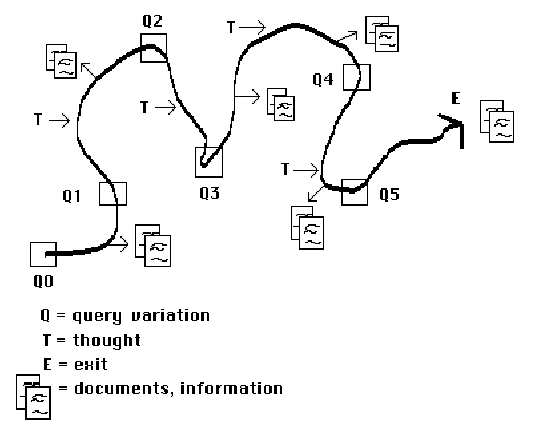 Q2
T
T
Q4
E
T
T
Q1
Q3
T
Q5
Q0
Q = query variation
T = thought
E = exit
= documents, information